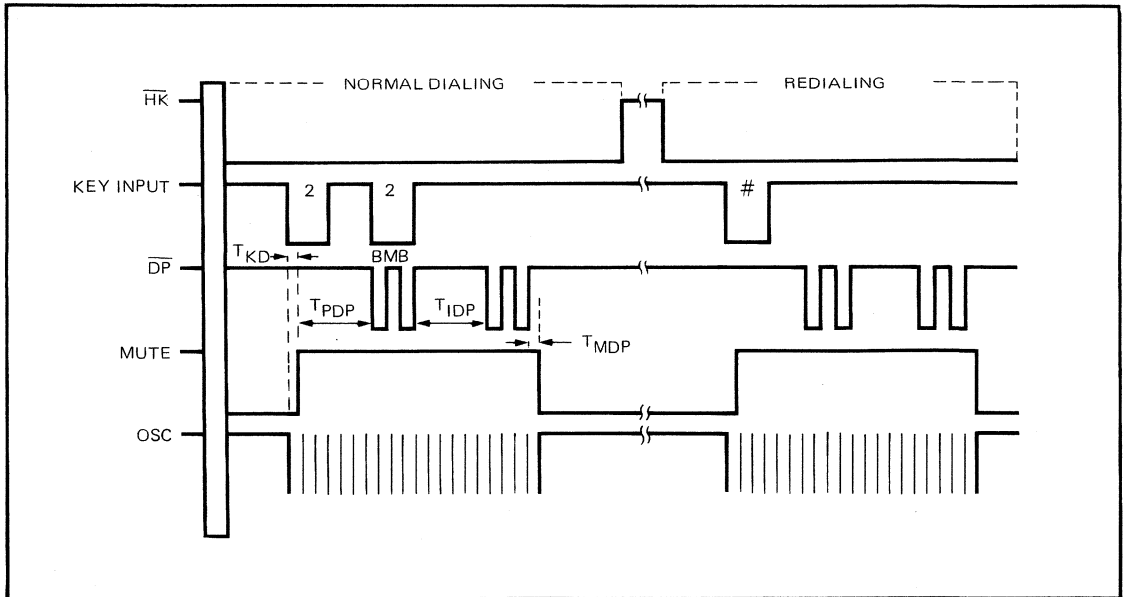 NORMAL DIALING
REDIALING
HK
KEY INPUT
2
2
#
TKD
BMB
DP
TPDP
TIDP
TMDP
MUTE
OSC